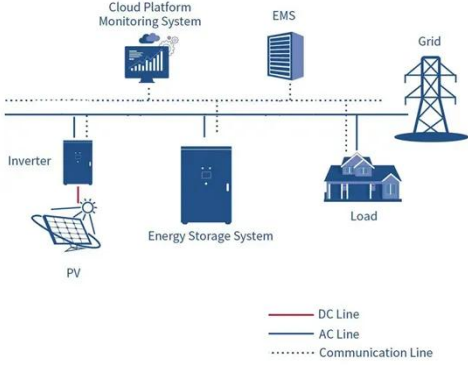 Cloud Platform
Monitoring System
EMS
Grid
Inverter
Energy Storage System
Load
PV
DC Line
AC Line
Communication Line